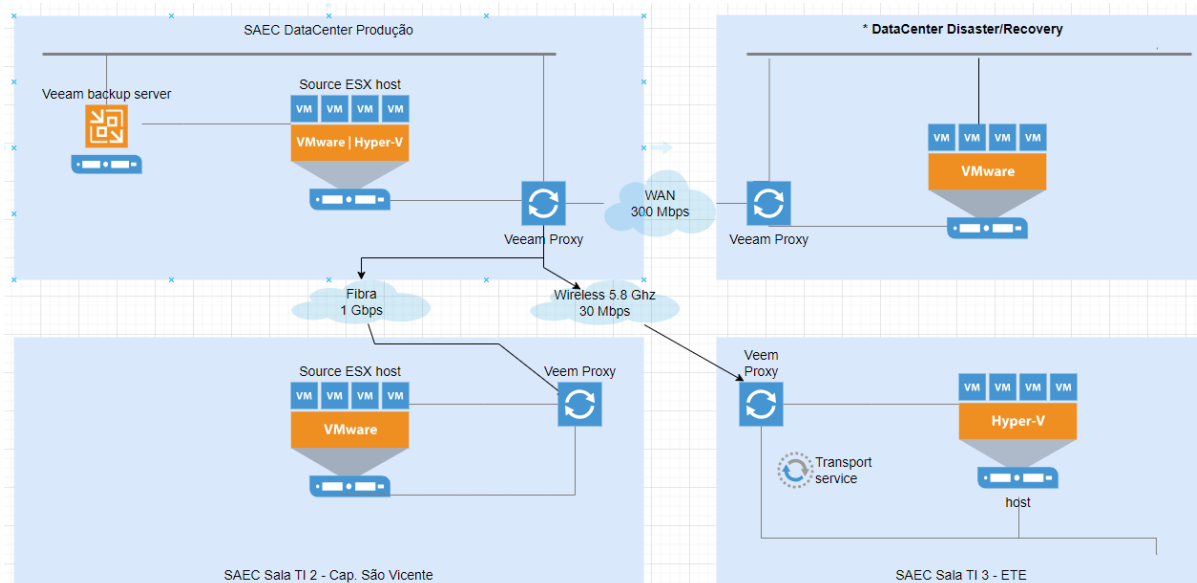 SAEC DataCenter Produção
Veeam backup server
Source ESX host
VM VM VM VM
VMware | Hyper-V
Veeam Proxy
WAN
300 Mbps
* DataCenter Disaster/Recovery
VM VM VM VM
VMware
Veeam Proxy
Fibra
1 Gbps
Wireless 5.8 Ghz
30 Mbps
Source ESX host
VM VM VM VM
VMware
Veem Proxy
SAEC Sala TI 2 - Cap. São Vicente
Veem
Proxy
VM VM VM VM
Hyper-V
Transport
service
host
SAEC Sala TI 3 - ETE